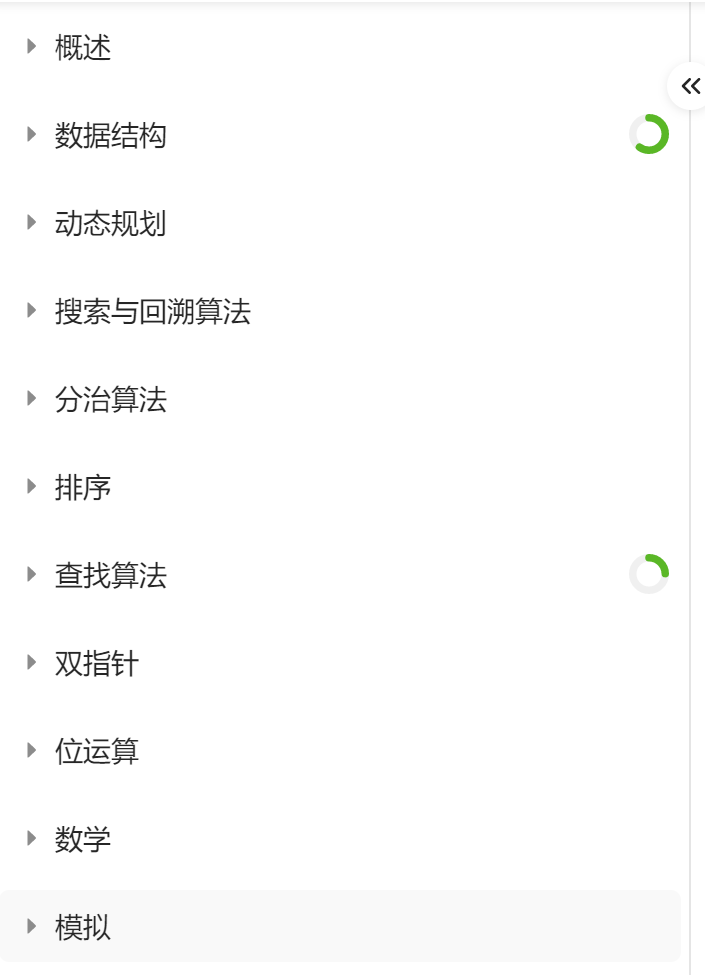 概述
数据结构
动态规划
搜索与回溯算法
分治算法
排序
查找算法
双指针
位运算
数学
模拟